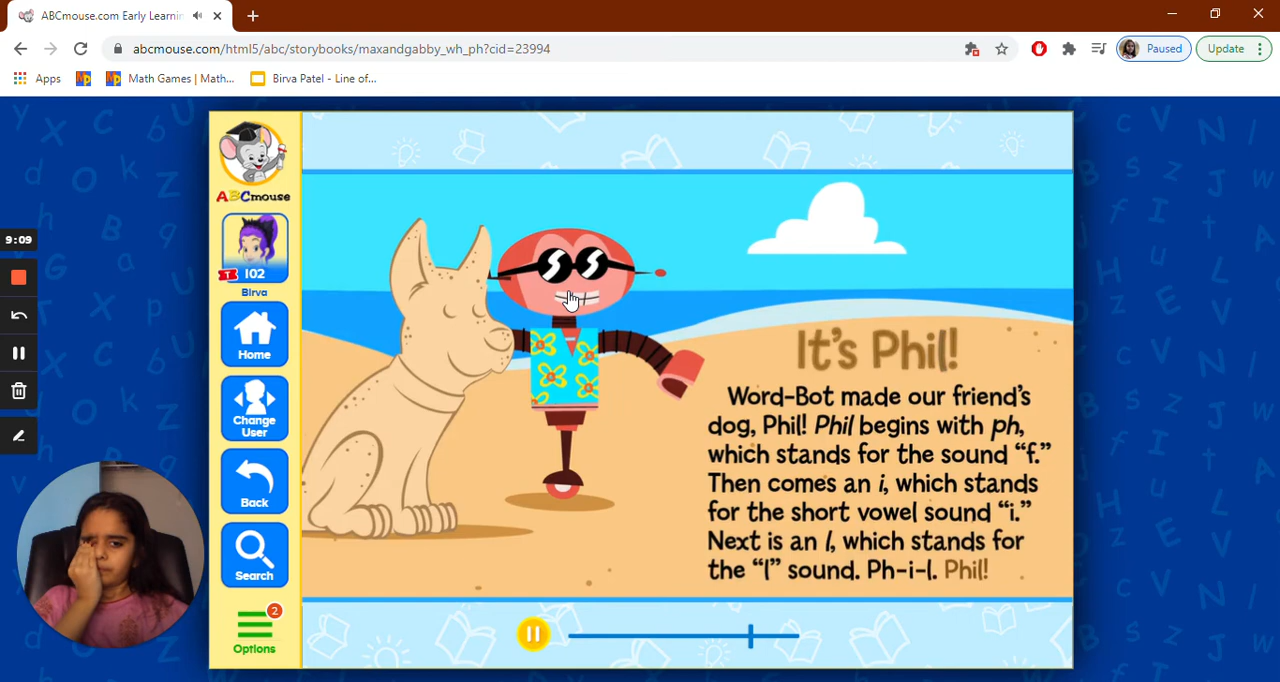 ABCmouse.com Early Learnin
abcmouse.com/html5/abc/storybooks/maxandgabby_wh_ph?cid=23994
Paused
Update
Apps
Math Games | Math...
Birva Patel - Line of...
9:09
ABCmouse
T 102
Birva
Home
Change
User
Back
Search
2
Options
It's Phil!
Word-Bot made our friend's
dog, Phil! Phil begins with ph,
which stands for the sound “f.”
Then comes an i, which stands
for the short vowel sound “i.”
Next is an l, which stands for
the “l” sound. Ph-i-l. Phil!